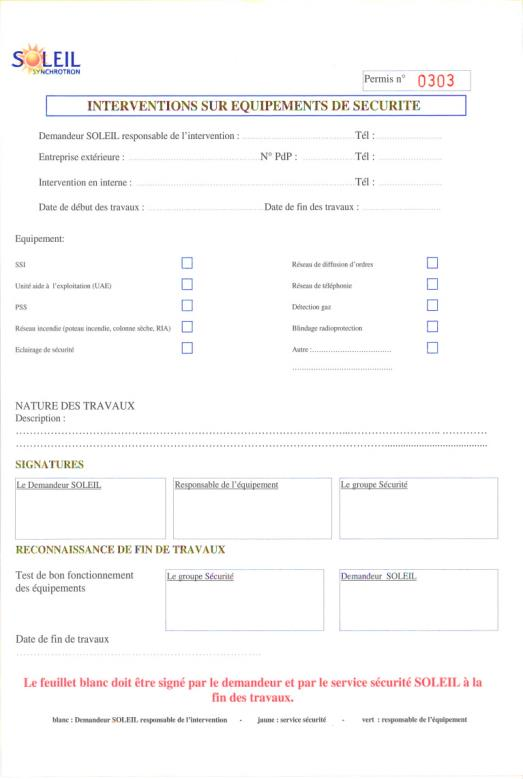 SOLEIL
SYNCHROTRON
Permis n° 0303
INTERVENTIONS SUR EQUIPEMENTS DE SECURITE
Demandeur SOLEIL responsable de l'intervention : ........................................ Tél : ........................
Entreprise extérieure : ................................................ N° PdP : .................... Tél : ........................
Intervention en interne : .................................................................................. Tél : ........................
Date de début des travaux : ............................................ Date de fin des travaux : ..............................
Equipement:
SSI Réseau de diffusion d'ordres
Unité aide à l'exploitation (UAE) Réseau de téléphonie
PSS Détection gaz
Réseau incendie (poteau incendie, colonne sèche, RIA) Blindage radioprotection
Eclairage de sécurité Autre :..................................
...........................................
NATURE DES TRAVAUX
Description :
........................................................................................................................
........................................................................................................................
SIGNATURES
Le Demandeur SOLEIL Responsable de l'équipement Le groupe Sécurité
RECONNAISSANCE DE FIN DE TRAVAUX
Test de bon fonctionnement Le groupe Sécurité Demandeur SOLEIL
des équipements
Date de fin de travaux
................................................................
Le feuillet blanc doit être signé par le demandeur et par le service sécurité SOLEIL à la
fin des travaux.
blanc : Demandeur SOLEIL responsable de l'intervention - jaune : service sécurité - vert : responsable de l'équipement